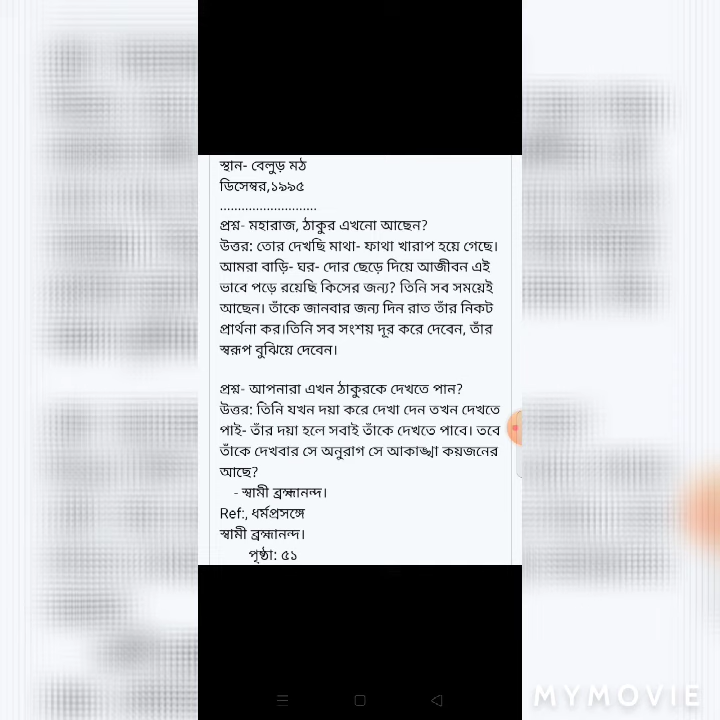 স্থান- বেলুড় মঠ
ডিসেম্বর,১৯১৫
...........................
প্রশ্ন- মহারাজ, ঠাকুর এখনো আছেন?
উত্তর: তোর দেখছি মাথা- ফাথা খারাপ হয়ে গেছে।
আমরা বাড়ি- ঘর- দোর ছেড়ে দিয়ে আজীবন এই
ভাবে পড়ে রয়েছি কিসের জন্য? তিনি সব সময়েই
আছেন। তাঁকে জানবার জন্য দিন রাত তাঁর নিকট
প্রার্থনা কর।তিনি সব সংশয় দূর করে দেবেন, তাঁর
স্বরূপ বুঝিয়ে দেবেন।
প্রশ্ন- আপনারা এখন ঠাকুরকে দেখতে পান?
উত্তর: তিনি যখন দয়া করে দেখা দেন তখন দেখতে
পাই- তাঁর দয়া হলে সবাই তাঁকে দেখতে পাবে। তবে
তাঁকে দেখবার সে অনুরাগ সে আকাঙ্খা কয়জনের
আছে?
- স্বামী ব্রহ্মানন্দ।
Ref:, ধর্মপ্রসঙ্গে
স্বামী ব্রহ্মানন্দ।
পৃষ্ঠা: ৫১
MYMOVIE